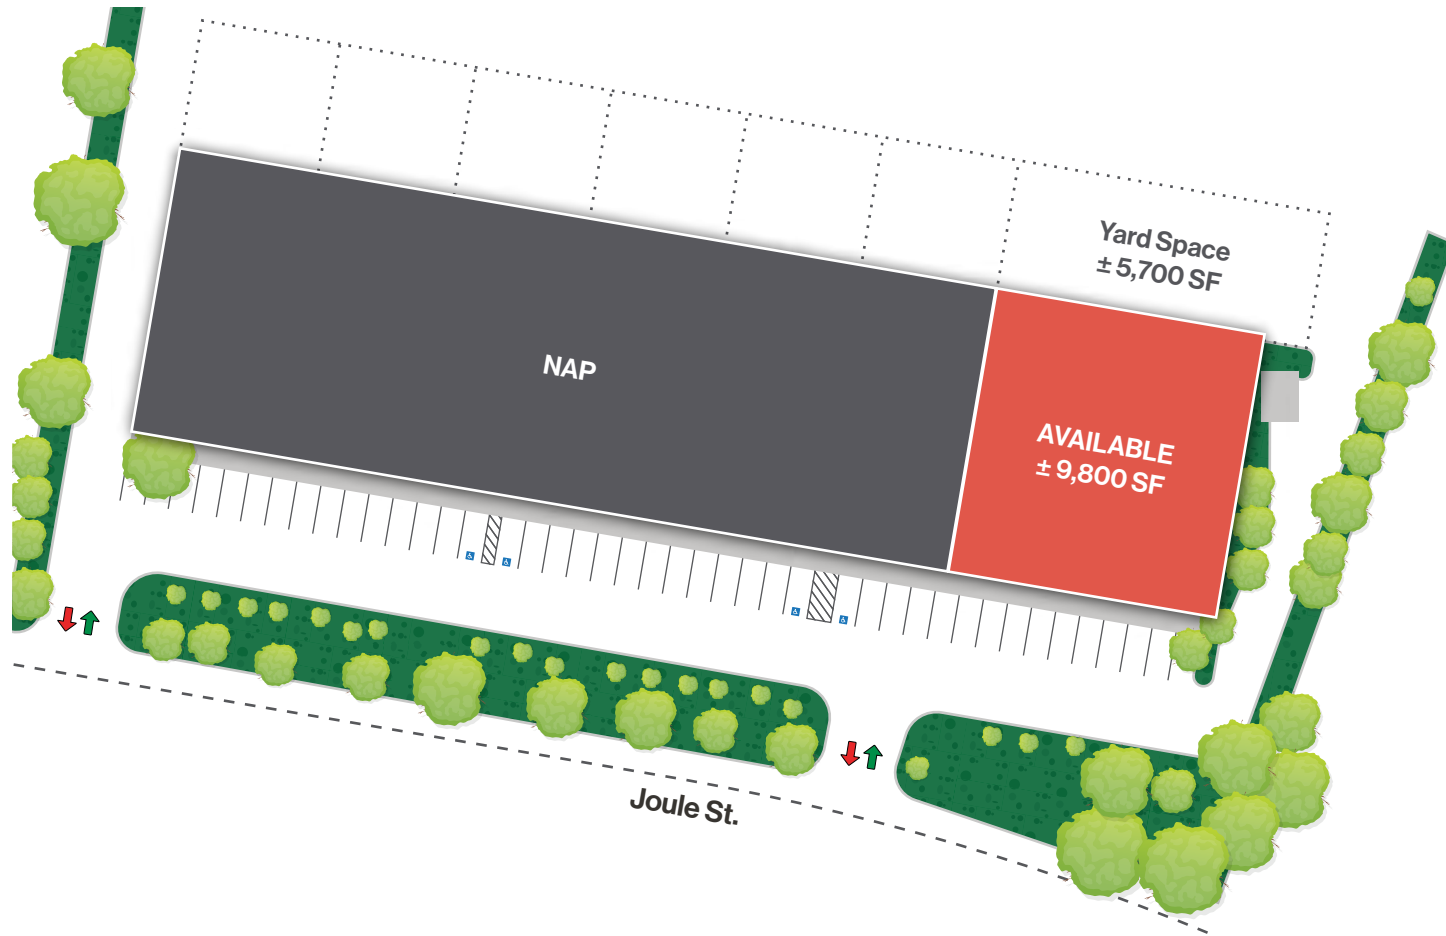 Yard Space
± 5,700 SF
NAP
AVAILABLE
± 9,800 SF
Joule St.